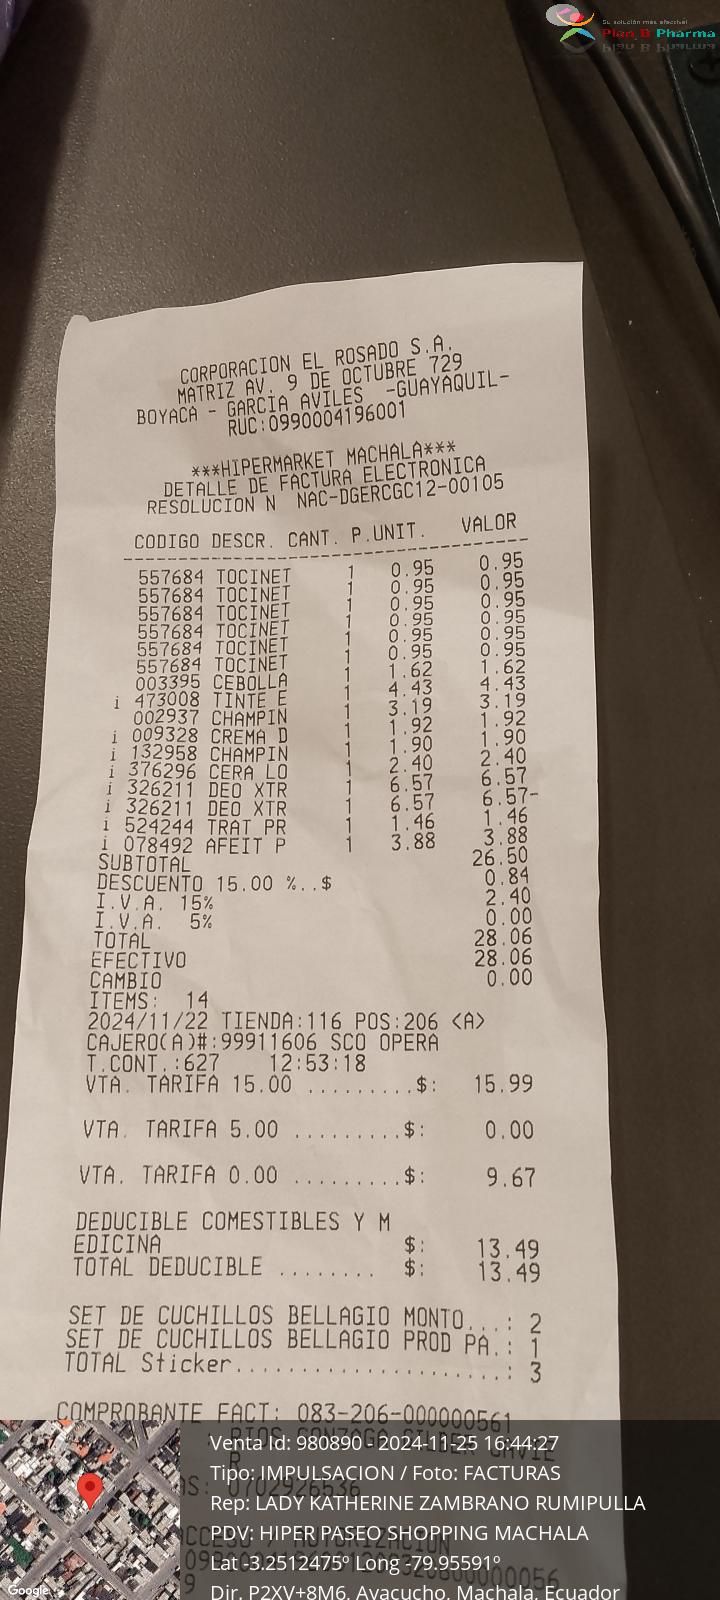 Su solución más efectiva!
Plan B Pharma
CORPORACION EL ROSADO S.A.
MATRIZ AV. 9 DE OCTUBRE 729
BOYACA - GARCIA AVILES -GUAYAQUIL-
RUC:0990004196001
***HIPERMARKET MACHALA***
DETALLE DE FACTURA ELECTRONICA
RESOLUCION N NAC-DGERCGC12-00105
CODIGO DESCR. CANT. P.UNIT. VALOR
557684 TOCINET 1 0.95 0.95
557684 TOCINET 1 0.95 0.95
557684 TOCINET 1 0.95 0.95
557684 TOCINET 1 0.95 0.95
557684 TOCINET 1 0.95 0.95
557684 TOCINET 1 0.95 0.95
003395 CEBOLLA 1 1.62 1.62
i 473008 TINTE E 1 4.43 4.43
002937 CHAMPIN 1 3.19 3.19
i 009328 CREMA D 1 1.92 1.92
i 132958 CHAMPIN 1 1.90 1.90
i 376296 CERA LO 1 2.40 2.40
i 326211 DEO XTR 1 6.57 6.57
i 326211 DEO XTR 1 6.57 6.57-
i 524244 TRAT PR 1 1.46 1.46
i 078492 AFEIT P 1 3.88 3.88
SUBTOTAL 26.50
DESCUENTO 15.00 %..$ 0.84
I.V.A. 15% 2.40
I.V.A. 5% 0.00
TOTAL 28.06
EFECTIVO 28.06
CAMBIO 0.00
ITEMS: 14
2024/11/22 TIENDA:116 POS:206 <A>
CAJERO(A)#:99911606 SCO OPERA
T.CONT.:627 12:53:18
VTA. TARIFA 15.00 .........$: 15.99
VTA. TARIFA 5.00 .........$: 0.00
VTA. TARIFA 0.00 .........$: 9.67
DEDUCIBLE COMESTIBLES Y M
EDICINA $: 13.49
TOTAL DEDUCIBLE ........ $: 13.49
SET DE CUCHILLOS BELLAGIO MONTO...: 2
SET DE CUCHILLOS BELLAGIO PROD PA.: 1
TOTAL Sticker......................: 3
COMPROBANTE FACT: 083-206-000000561
Venta Id: 980890 - 2024-11-25 16:44:27
Tipo: IMPULSACION / Foto: FACTURAS
Rep: LADY KATHERINE ZAMBRANO RUMIPULLA
PDV: HIPER PASEO SHOPPING MACHALA
Lat -3.2512475º Long -79.95591º
Dir. P2XV+8M6, Ayacucho, Machala, Ecuador
Google